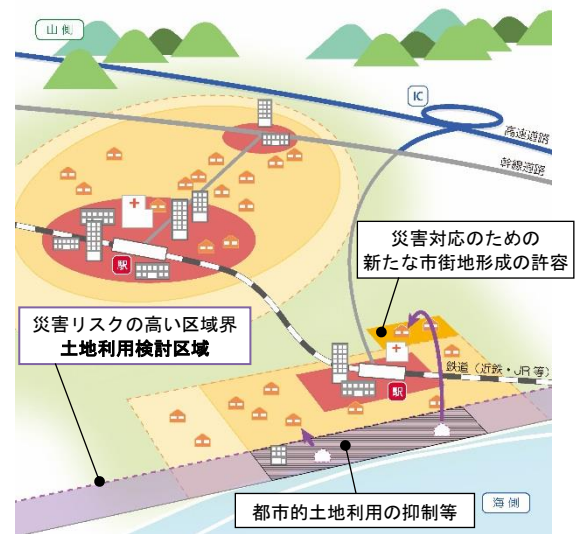 山側
IC
高速道路
幹線道路
災害対応のための
新たな市街地形成の許容
駅
災害リスクの高い区域界
土地利用検討区域
鉄道（近鉄・JR等）
駅
都市的土地利用の抑制等
海側